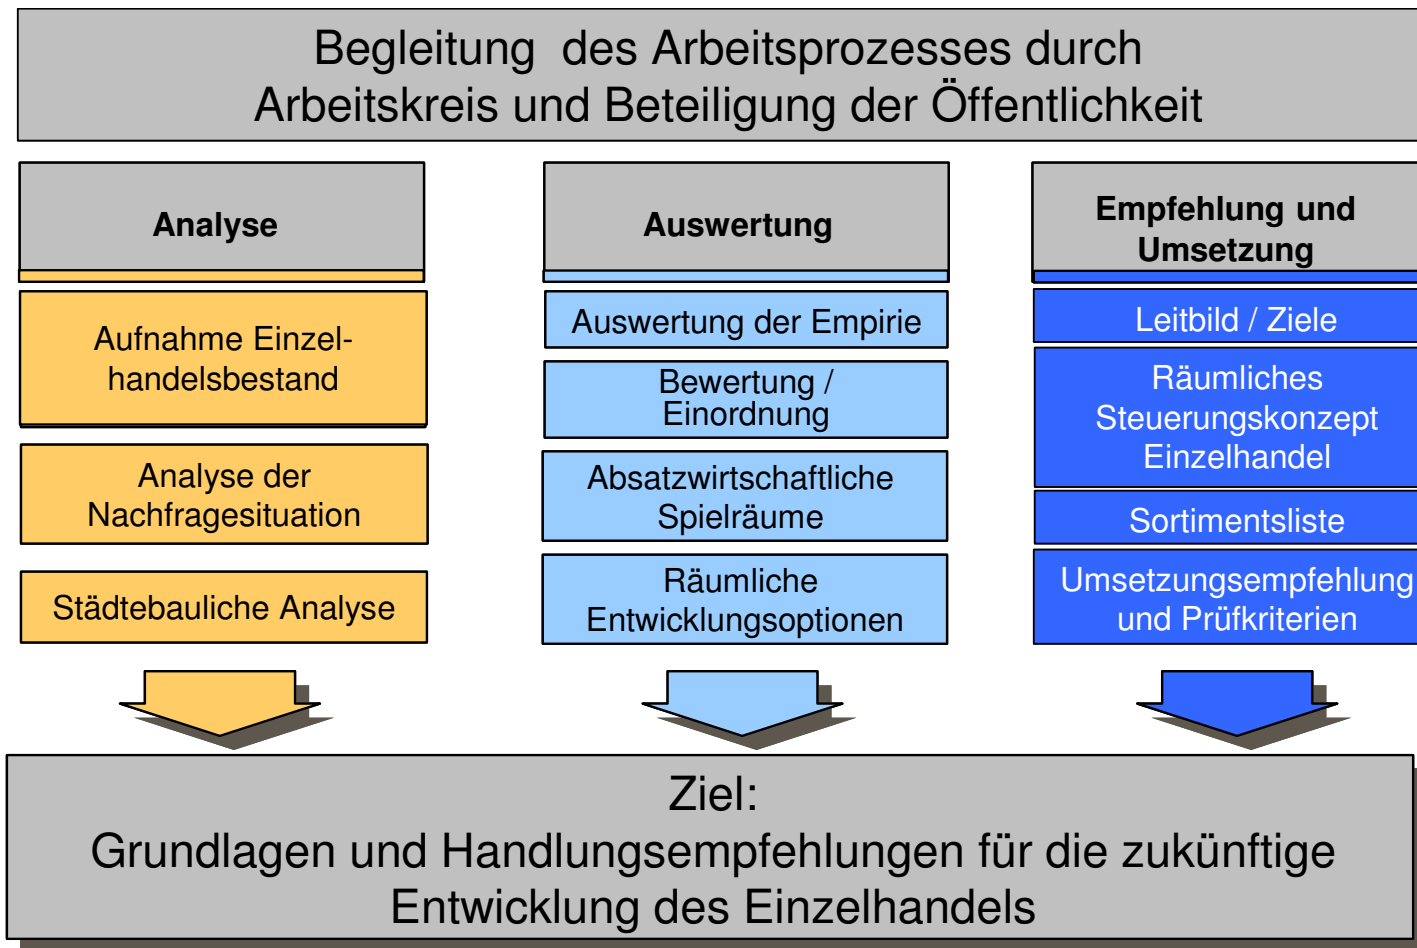 Begleitung des Arbeitsprozesses durch
Arbeitskreis und Beteiligung der Öffentlichkeit
Analyse
Aufnahme Einzel-
handelsbestand
Analyse der
Nachfragesituation
Städtebauliche Analyse
Auswertung
Auswertung der Empirie
Bewertung /
Einordnung
Absatzwirtschaftliche
Spielräume
Räumliche
Entwicklungsoptionen
Empfehlung und
Umsetzung
Leitbild / Ziele
Räumliches
Steuerungskonzept
Einzelhandel
Sortimentsliste
Umsetzungsempfehlung
und Prüfkriterien
Ziel:
Grundlagen und Handlungsempfehlungen für die zukünftige
Entwicklung des Einzelhandels